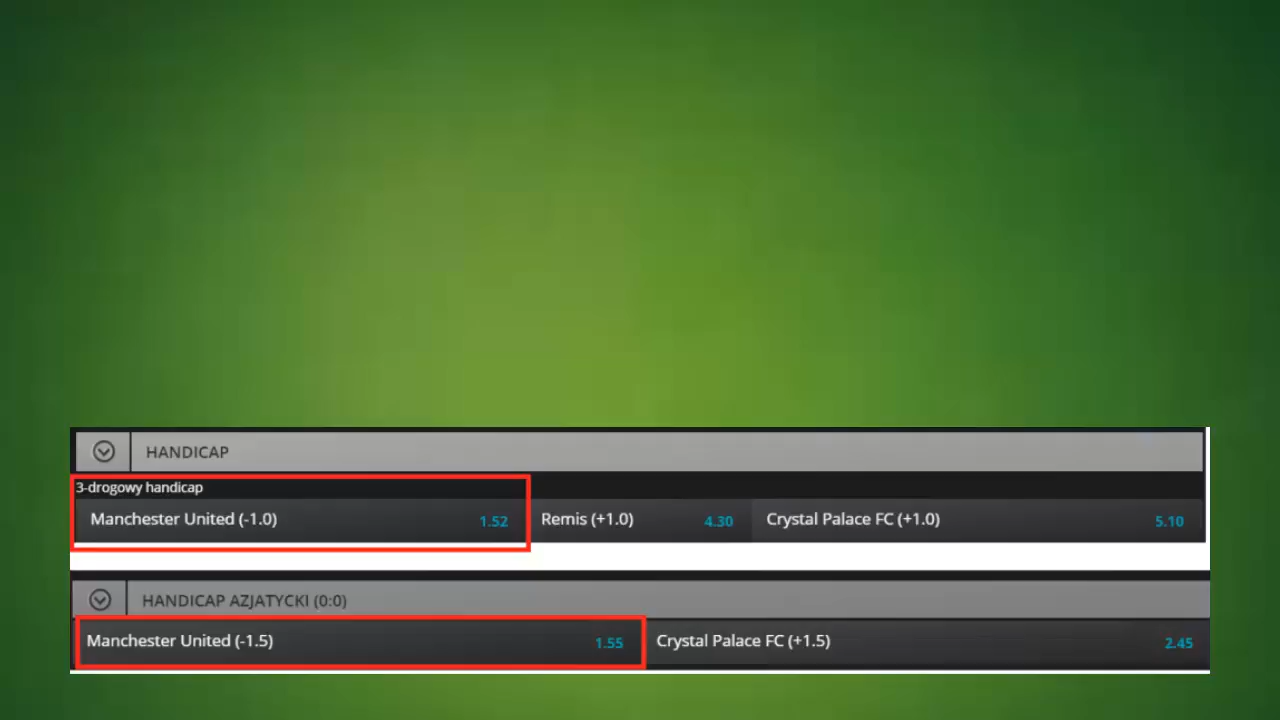 HANDICAP
3-drogowy handicap
Manchester United (-1.0) 1.52 Remis (+1.0) 4.30 Crystal Palace FC (+1.0) 5.10
HANDICAP AZJATYCKI (0:0)
Manchester United (-1.5) 1.55 Crystal Palace FC (+1.5) 2.45